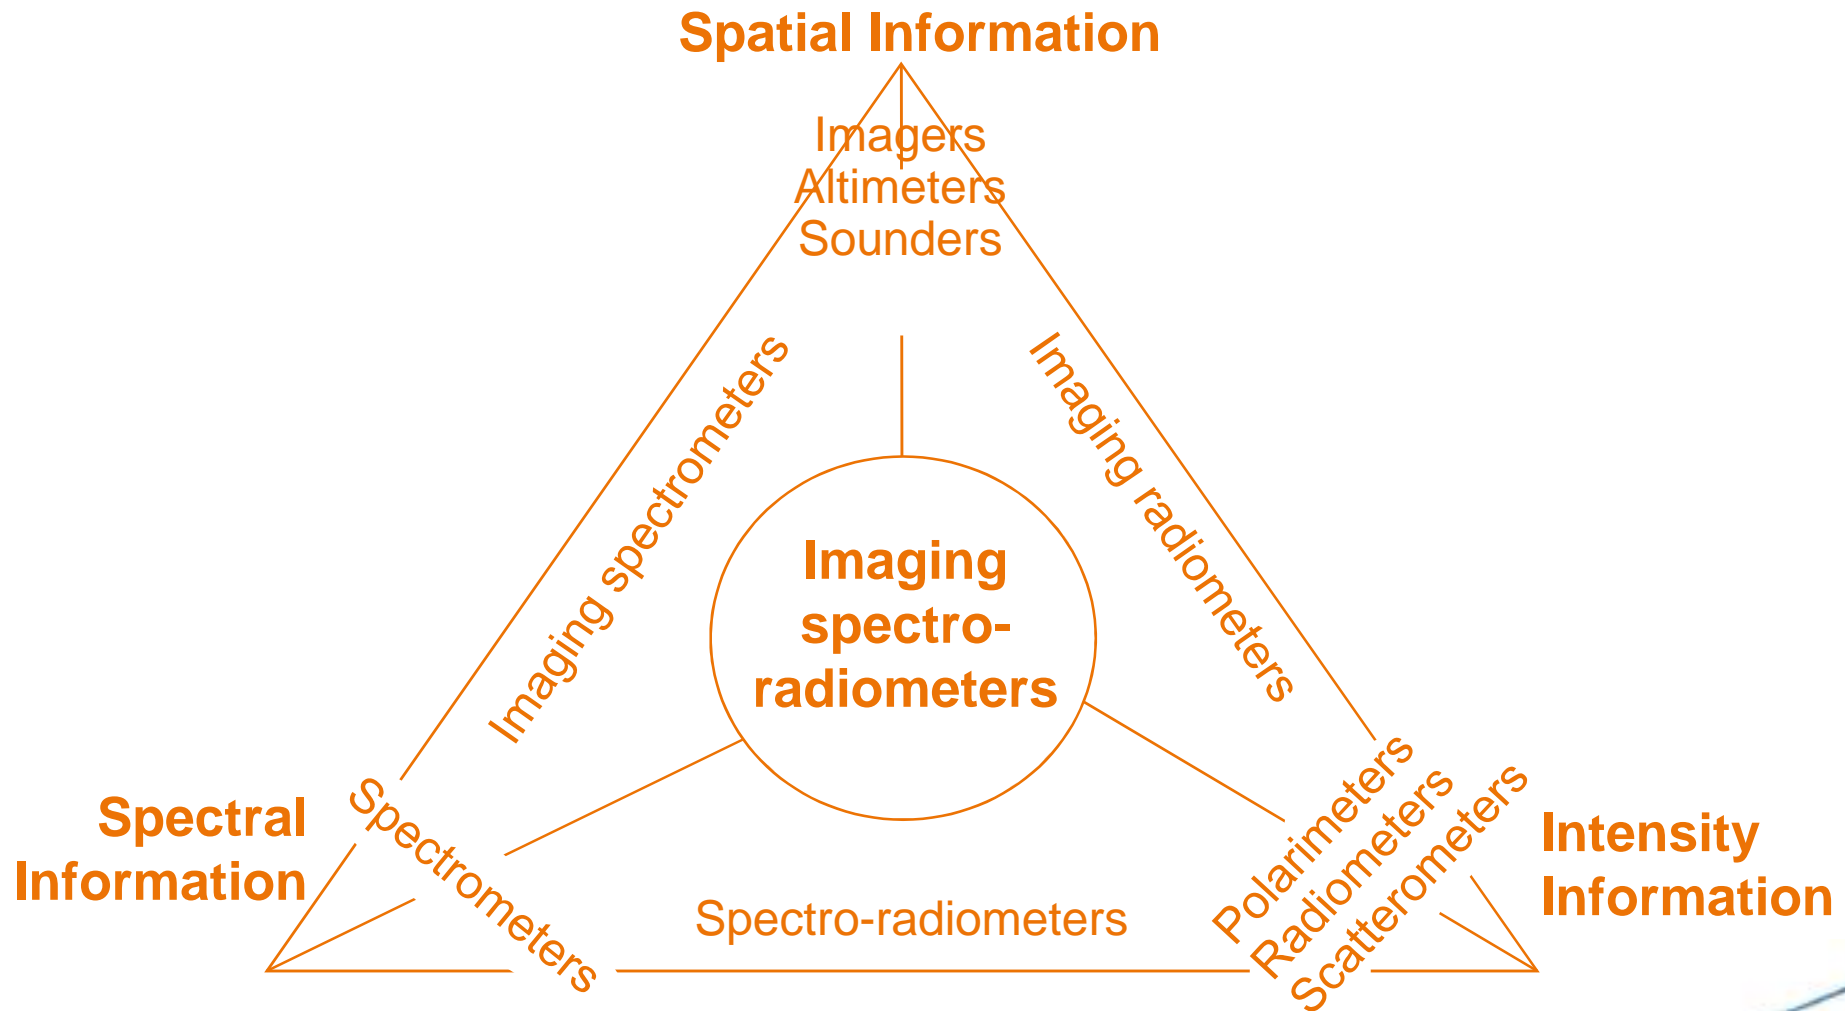 Spatial Information
Imagers
Altimeters
Sounders
Imaging spectrometers
Imaging radiometers
Imaging
spectro-
radiometers
Spectral
Information
Spectrometers
Spectro-radiometers
Polarimeters
Radiometers
Scatterometers
Intensity
Information